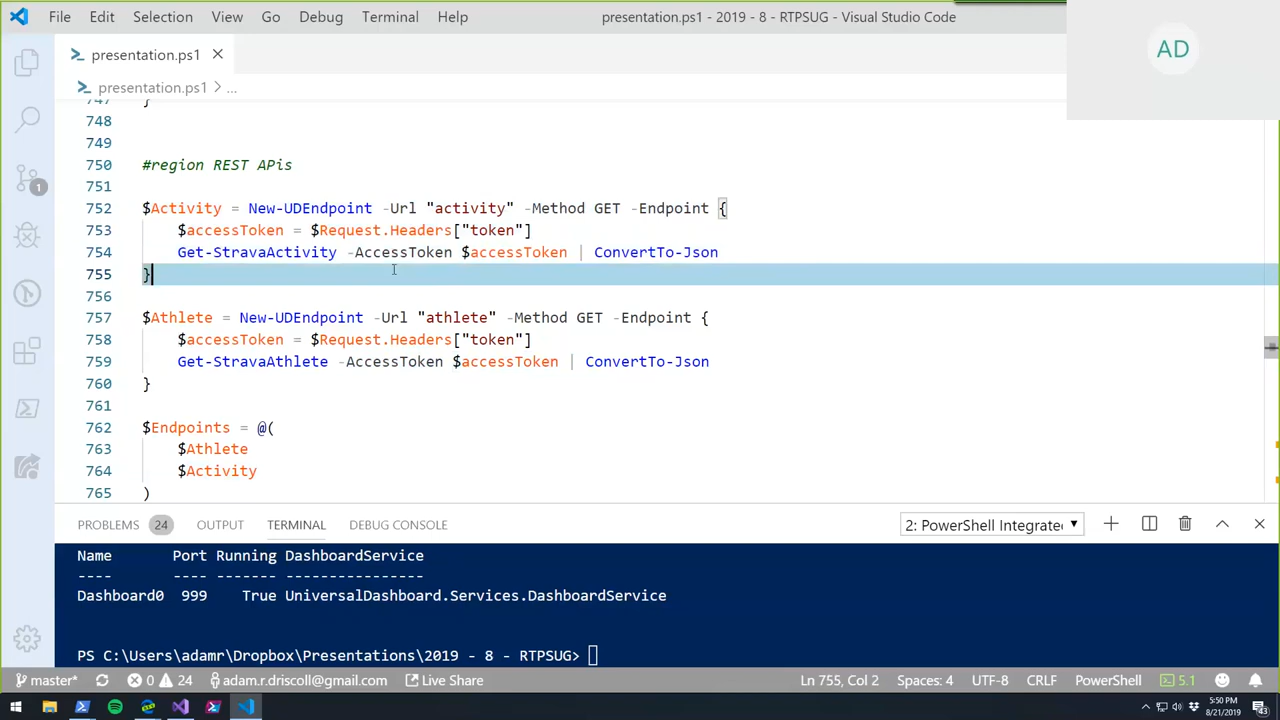 File Edit Selection View Go Debug Terminal Help presentation.ps1 - 2019 - 8 - RTPSUG - Visual Studio Code
AD
presentation.ps1
presentation.ps1 > ...
747 }
748
749
750 #region REST APis
751
752 $Activity = New-UDEndpoint -Url "activity" -Method GET -Endpoint {
753 $accessToken = $Request.Headers["token"]
754 Get-StravaActivity -AccessToken $accessToken | ConvertTo-Json
755 }
756
757 $Athlete = New-UDEndpoint -Url "athlete" -Method GET -Endpoint {
758 $accessToken = $Request.Headers["token"]
759 Get-StravaAthlete -AccessToken $accessToken | ConvertTo-Json
760 }
761
762 $Endpoints = @(
763 $Athlete
764 $Activity
765 )
1
PROBLEMS 24 OUTPUT TERMINAL DEBUG CONSOLE 2: PowerShell Integrate
Name Port Running DashboardService
---- ---- ------- ----------------
Dashboard0 999 True UniversalDashboard.Services.DashboardService
PS C:\Users\adamr\Dropbox\Presentations\2019 - 8 - RTPSUG>
master* 0 24 adam.r.driscoll@gmail.com Live Share Ln 755, Col 2 Spaces: 4 UTF-8 CRLF PowerShell 5.1
5:50 PM
8/21/2019
43